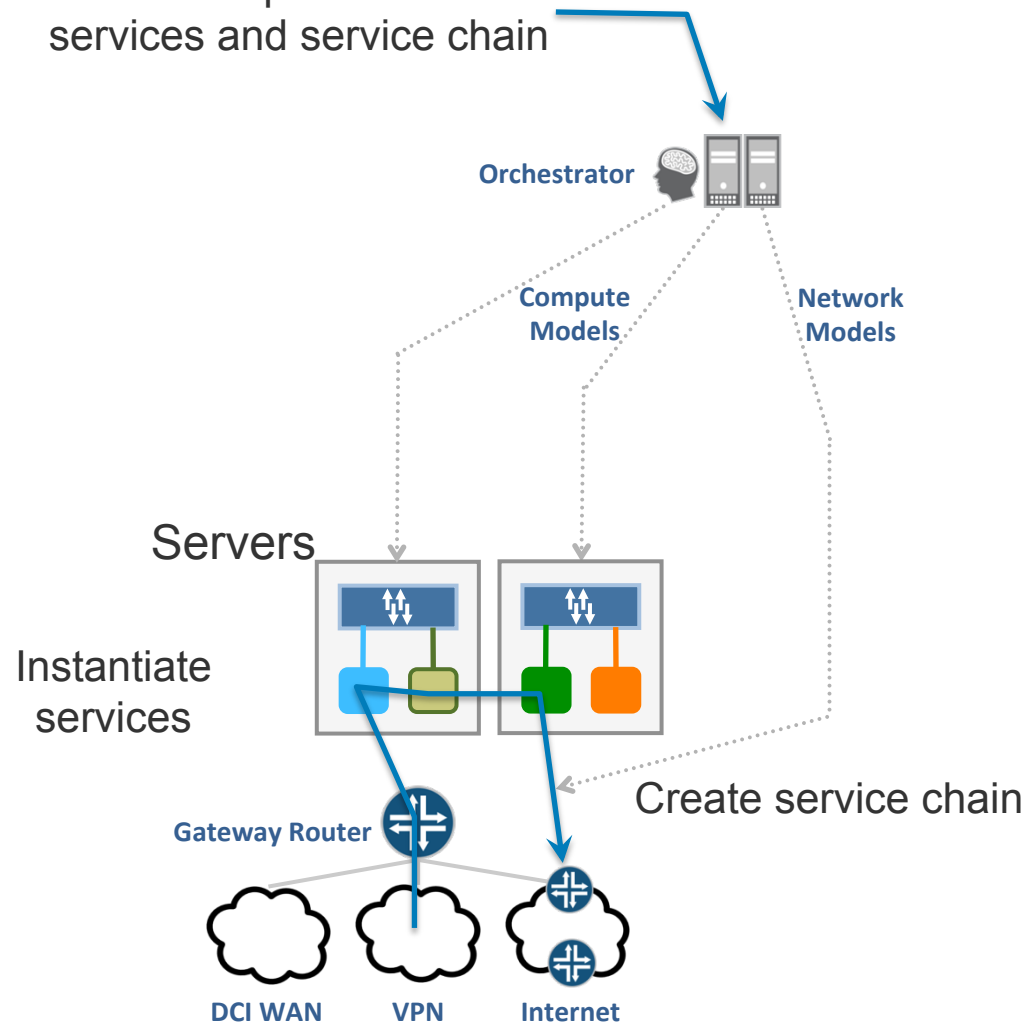 services and service chain
Orchestrator
Compute
Models
Network
Models
Servers
Instantiate
services
Create service chain
Gateway Router
DCI WAN
VPN
Internet